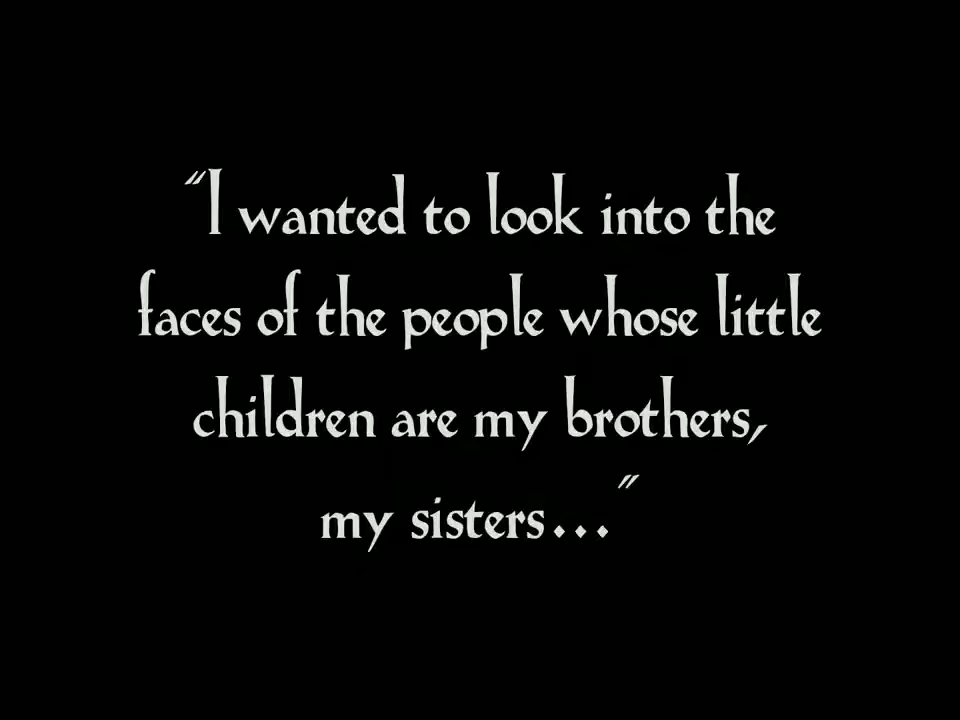 "I wanted to look into the
faces of the people whose little
children are my brothers,
my sisters..."